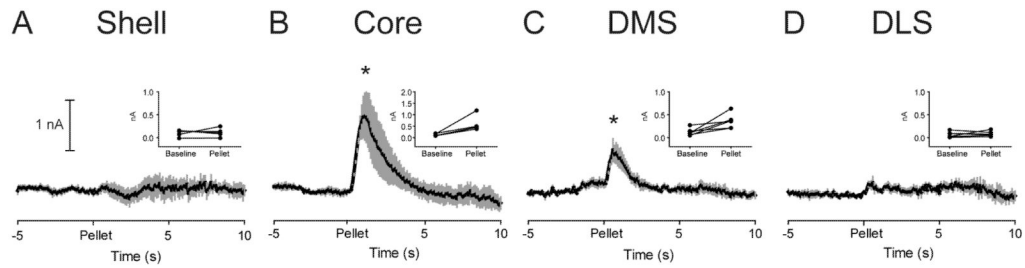 A Shell
B Core
C DMS
D DLS
1 nA
*
*
nA
1.0
0.5
0.0
Baseline Pellet
nA
2.0
1.5
1.0
0.5
0.0
Baseline Pellet
nA
1.0
0.5
0.0
Baseline Pellet
nA
1.0
0.5
0.0
Baseline Pellet
-5 Pellet 5 10
Time (s)
-5 Pellet 5 10
Time (s)
-5 Pellet 5 10
Time (s)
-5 Pellet 5 10
Time (s)